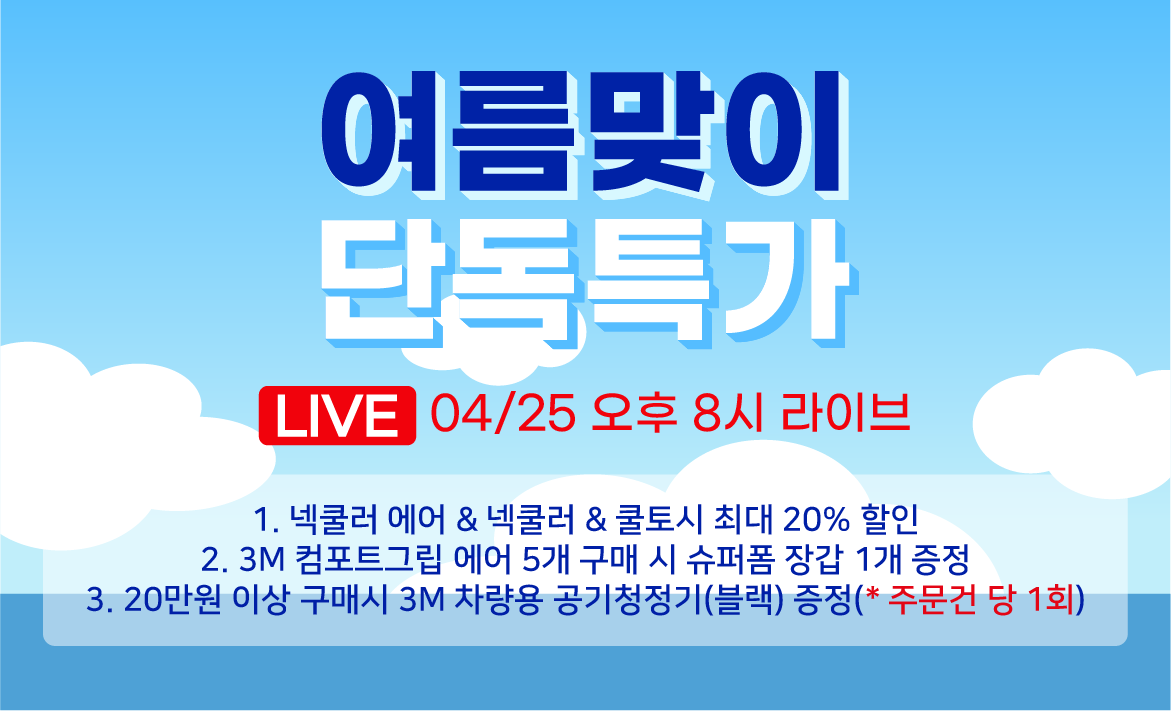 여름맞이
단독특가
LIVE 04/25 오후 8시 라이브
1. 넥쿨러 에어 & 넥쿨러 & 쿨토시 최대 20% 할인
2. 3M 컴포트그립 에어 5개 구매 시 슈퍼폼 장갑 1개 증정
3. 20만원 이상 구매시 3M 차량용 공기청정기(블랙) 증정(* 주문건 당 1회)